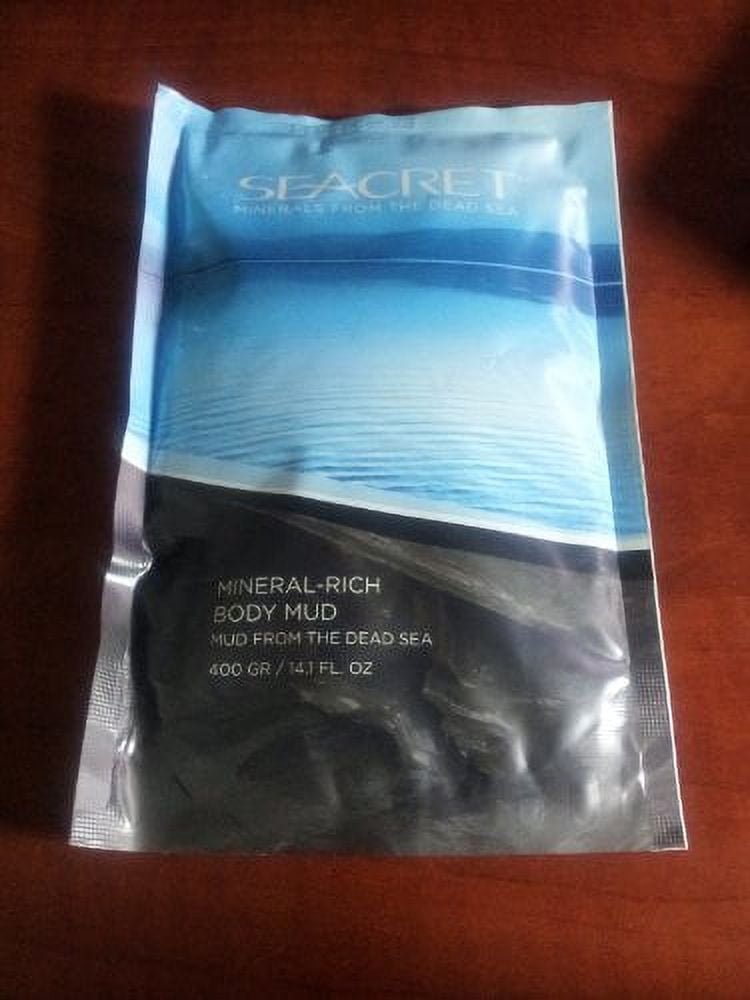 SEACRET
MINERALS FROM THE DEAD SEA
MINERAL-RICH
BODY MUD
MUD FROM THE DEAD SEA
400 GR / 14.1 FL. OZ